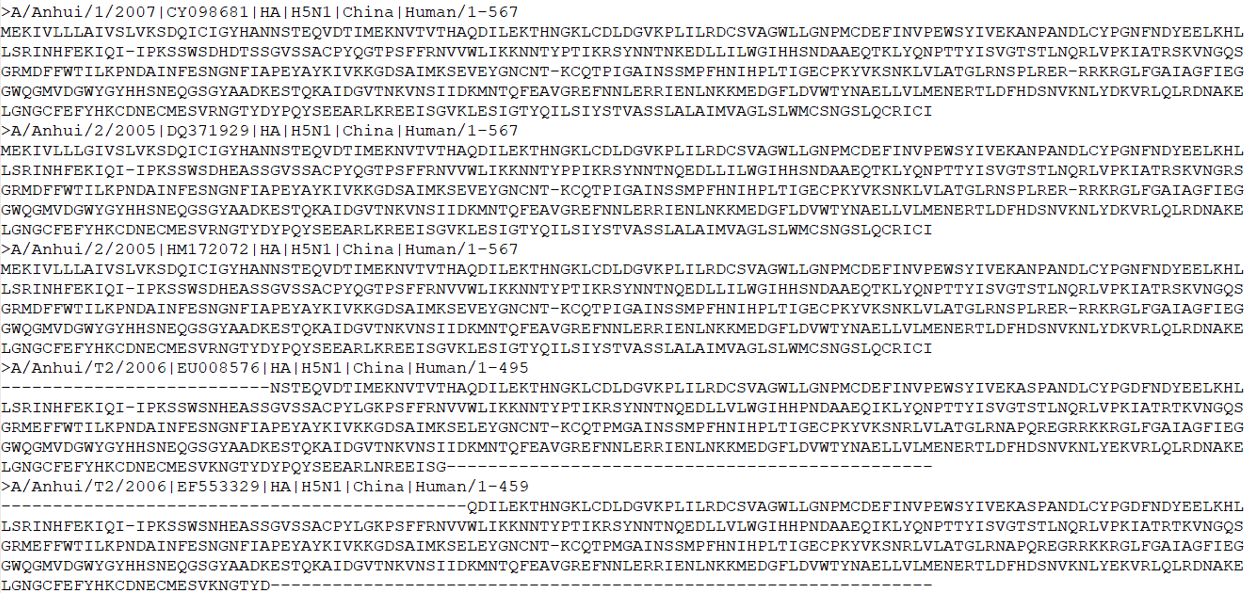 >A/Anhui/1/2007|CY098681|HA|H5N1|China|Human/1-567
MEKIVLLLAIVSLVKSDQICIGYHANNSTEQVDTIMEKNVTVTHAQDILEKTHNGKLCDLDGVKPLILRDCSVAGWLLGNPMCDEFINVPEWSYIVEKANPANDLCYPGNFNDYEELKHL
LSRINHFEKIQI-IPKSSWSDHDTSSGVSSACPYQGTPSFFRNVVWLIKKNNTYPTIKRSYNNTNKEDLLILWGIHHSNDAAEQTKLYQNPTTYISVGTSTLNQRLVPKIATRSKVNGQS
GRMDFFWTILKPNDAINFESNGNFIAPEYAYKIVKKGDSAIMKSEVEYGNCNT-KCQTPIGAINSSMPFHNIHPLTIGECPKYVKSNKLVLATGLRNSPLRER-RRKRGLFGAIAGFIEG
GWQGMVDGWYGYHHSNEQGSGYAADKESTQKAIDGVTNKVNSIIDKMNTQFEAVGREFNNLERRIENLNKKMEDGFLDVWTYNAELLVLMENERTLDFHDSNVKNLYDKVRLQLRDNAKE
LGNGCFEFYHKCDNECMESVRNGTYDYPQYSEEARLKREEISGVKLESIGTYQILSIYSTVASSLALAIMVAGLSLWMCSNGSLQCRICI
>A/Anhui/2/2005|DQ371929|HA|H5N1|China|Human/1-567
MEKIVLLLGIVSLVKSDQICIGYHANNSTEQVDTIMEKNVTVTHAQDILEKTHNGKLCDLDGVKPLILRDCSVAGWLLGNPMCDEFINVPEWSYIVEKANPANDLCYPGNFNDYEELKHL
LSRINHFEKIQI-IPKSSWSDHEASSGVSSACPYQGTPSFFRNVVWLIKKNNTYPPIKRSYNNTNQEDLLILWGIHHSNDAAEQTKLYQNPTTYISVGTSTLNQRLVPKIATRSKVNGRS
GRMDFFWTILKPNDAINFESNGNFIAPEYAYKIVKKGDSAIMKSEVEYGNCNT-KCQTPIGAINSSMPFHNIHPLTIGECPKYVKSNKLVLATGLRNSPLRER-RRKRGLFGAIAGFIEG
GWQGMVDGWYGYHHSNEQGSGYAADKESTQKAIDGVTNKVNSIIDKMNTQFEAVGREFNNLERRIENLNKKMEDGFLDVWTYNAELLVLMENERTLDFHDSNVKNLYDKVRLQLRDNAKE
LGNGCFEFYHKCDNECMESVRNGTYDYPQYSEEARLKREEISGVKLESIGTYQILSIYSTVASSLALAIMVAGLSLWMCSNGSLQCRICI
>A/Anhui/2/2005|HM172072|HA|H5N1|China|Human/1-567
MEKIVLLLAIVSLVKSDQICIGYHANNSTEQVDTIMEKNVTVTHAQDILEKTHNGKLCDLDGVKPLILRDCSVAGWLLGNPMCDEFINVPEWSYIVEKANPANDLCYPGNFNDYEELKHL
LSRINHFEKIQI-IPKSSWSDHEASSGVSSACPYQGTPSFFRNVVWLIKKNNTYPTIKRSYNNTNQEDLLILWGIHHSNDAAEQTKLYQNPTTYISVGTSTLNQRLVPKIATRSKVNGQS
GRMDFFWTILKPNDAINFESNGNFIAPEYAYKIVKKGDSAIMKSEVEYGNCNT-KCQTPIGAINSSMPFHNIHPLTIGECPKYVKSNKLVLATGLRNSPLRER-RRKRGLFGAIAGFIEG
GWQGMVDGWYGYHHSNEQGSGYAADKESTQKAIDGVTNKVNSIIDKMNTQFEAVGREFNNLERRIENLNKKMEDGFLDVWTYNAELLVLMENERTLDFHDSNVKNLYDKVRLQLRDNAKE
LGNGCFEFYHKCDNECMESVRNGTYDYPQYSEEARLKREEISGVKLESIGTYQILSIYSTVASSLALAIMVAGLSLWMCSNGSLQCRICI
>A/Anhui/T2/2006|EU008576|HA|H5N1|China|Human/1-495
--------------------------NSTEQVDTIMEKNVTVTHAQDILEKTHNGKLCDLDGVKPLILRDCSVAGWLLGNPMCDEFINVPEWSYIVEKASPANDLCYPGDFNDYEELKHL
LSRINHFEKIQI-IPKSSWSNHEASSGVSSACPYLGKPSFFRNVVWLIKKNNTYPTIKRSYNNTNQEDLLVLWGIHHPNDAAEQIKLYQNPTTYISVGTSTLNQRLVPKIATRTKVNGQS
GRMEFFWTILKPNDAINFESNGNFIAPEYAYKIVKKGDSAIMKSELEYGNCNT-KCQTPMGAINSSMPFHNIHPLTIGECPKYVKSNRLVLATGLRNAPQREGRRKKRGLFGAIAGFIEG
GWQGMVDGWYGYHHSNEQGSGYAADKESTQKAIDGVTNKVNSIIDKMNTQFEAVGREFNNLERRIENLNKKMEDGFLDVWTYNAELLVLMENERTLDFHDSNVKNLYEKVRLQLRDNAKE
LGNGCFEFYHKCDNECMESVKNGTYDYPQYSEEARLNREEISG-----------------------------------------------
>A/Anhui/T2/2006|EF553329|HA|H5N1|China|Human/1-459
---------------------------------------------QDILEKTHNGKLCDLDGVKPLILRDCSVAGWLLGNPMCDEFINVPEWSYIVEKASPANDLCYPGDFNDYEELKHL
LSRINHFEKIQI-IPKSSWSNHEASSGVSSACPYLGKPSFFRNVVWLIKKNNTYPTIKRSYNNTNQEDLLVLWGIHHPNDAAEQIKLYQNPTTYISVGTSTLNQRLVPKIATRTKVNGQS
GRMEFFWTILKPNDAINFESNGNFIAPEYAYKIVKKGDSAIMKSELEYGNCNT-KCQTPMGAINSSMPFHNIHPLTIGECPKYVKSNRLVLATGLRNAPQREGRRKKRGLFGAIAGFIEG
GWQGMVDGWYGYHHSNEQGSGYAADKESTQKAIDGVTNKVNSIIDKMNTQFEAVGREFNNLERRIENLNKKMEDGFLDVWTYNAELLVLMENERTLDFHDSNVKNLYEKVRLQLRDNAKE
LGNGCFEFYHKCDNECMESVKNGTYD----------------------------------------------------------------